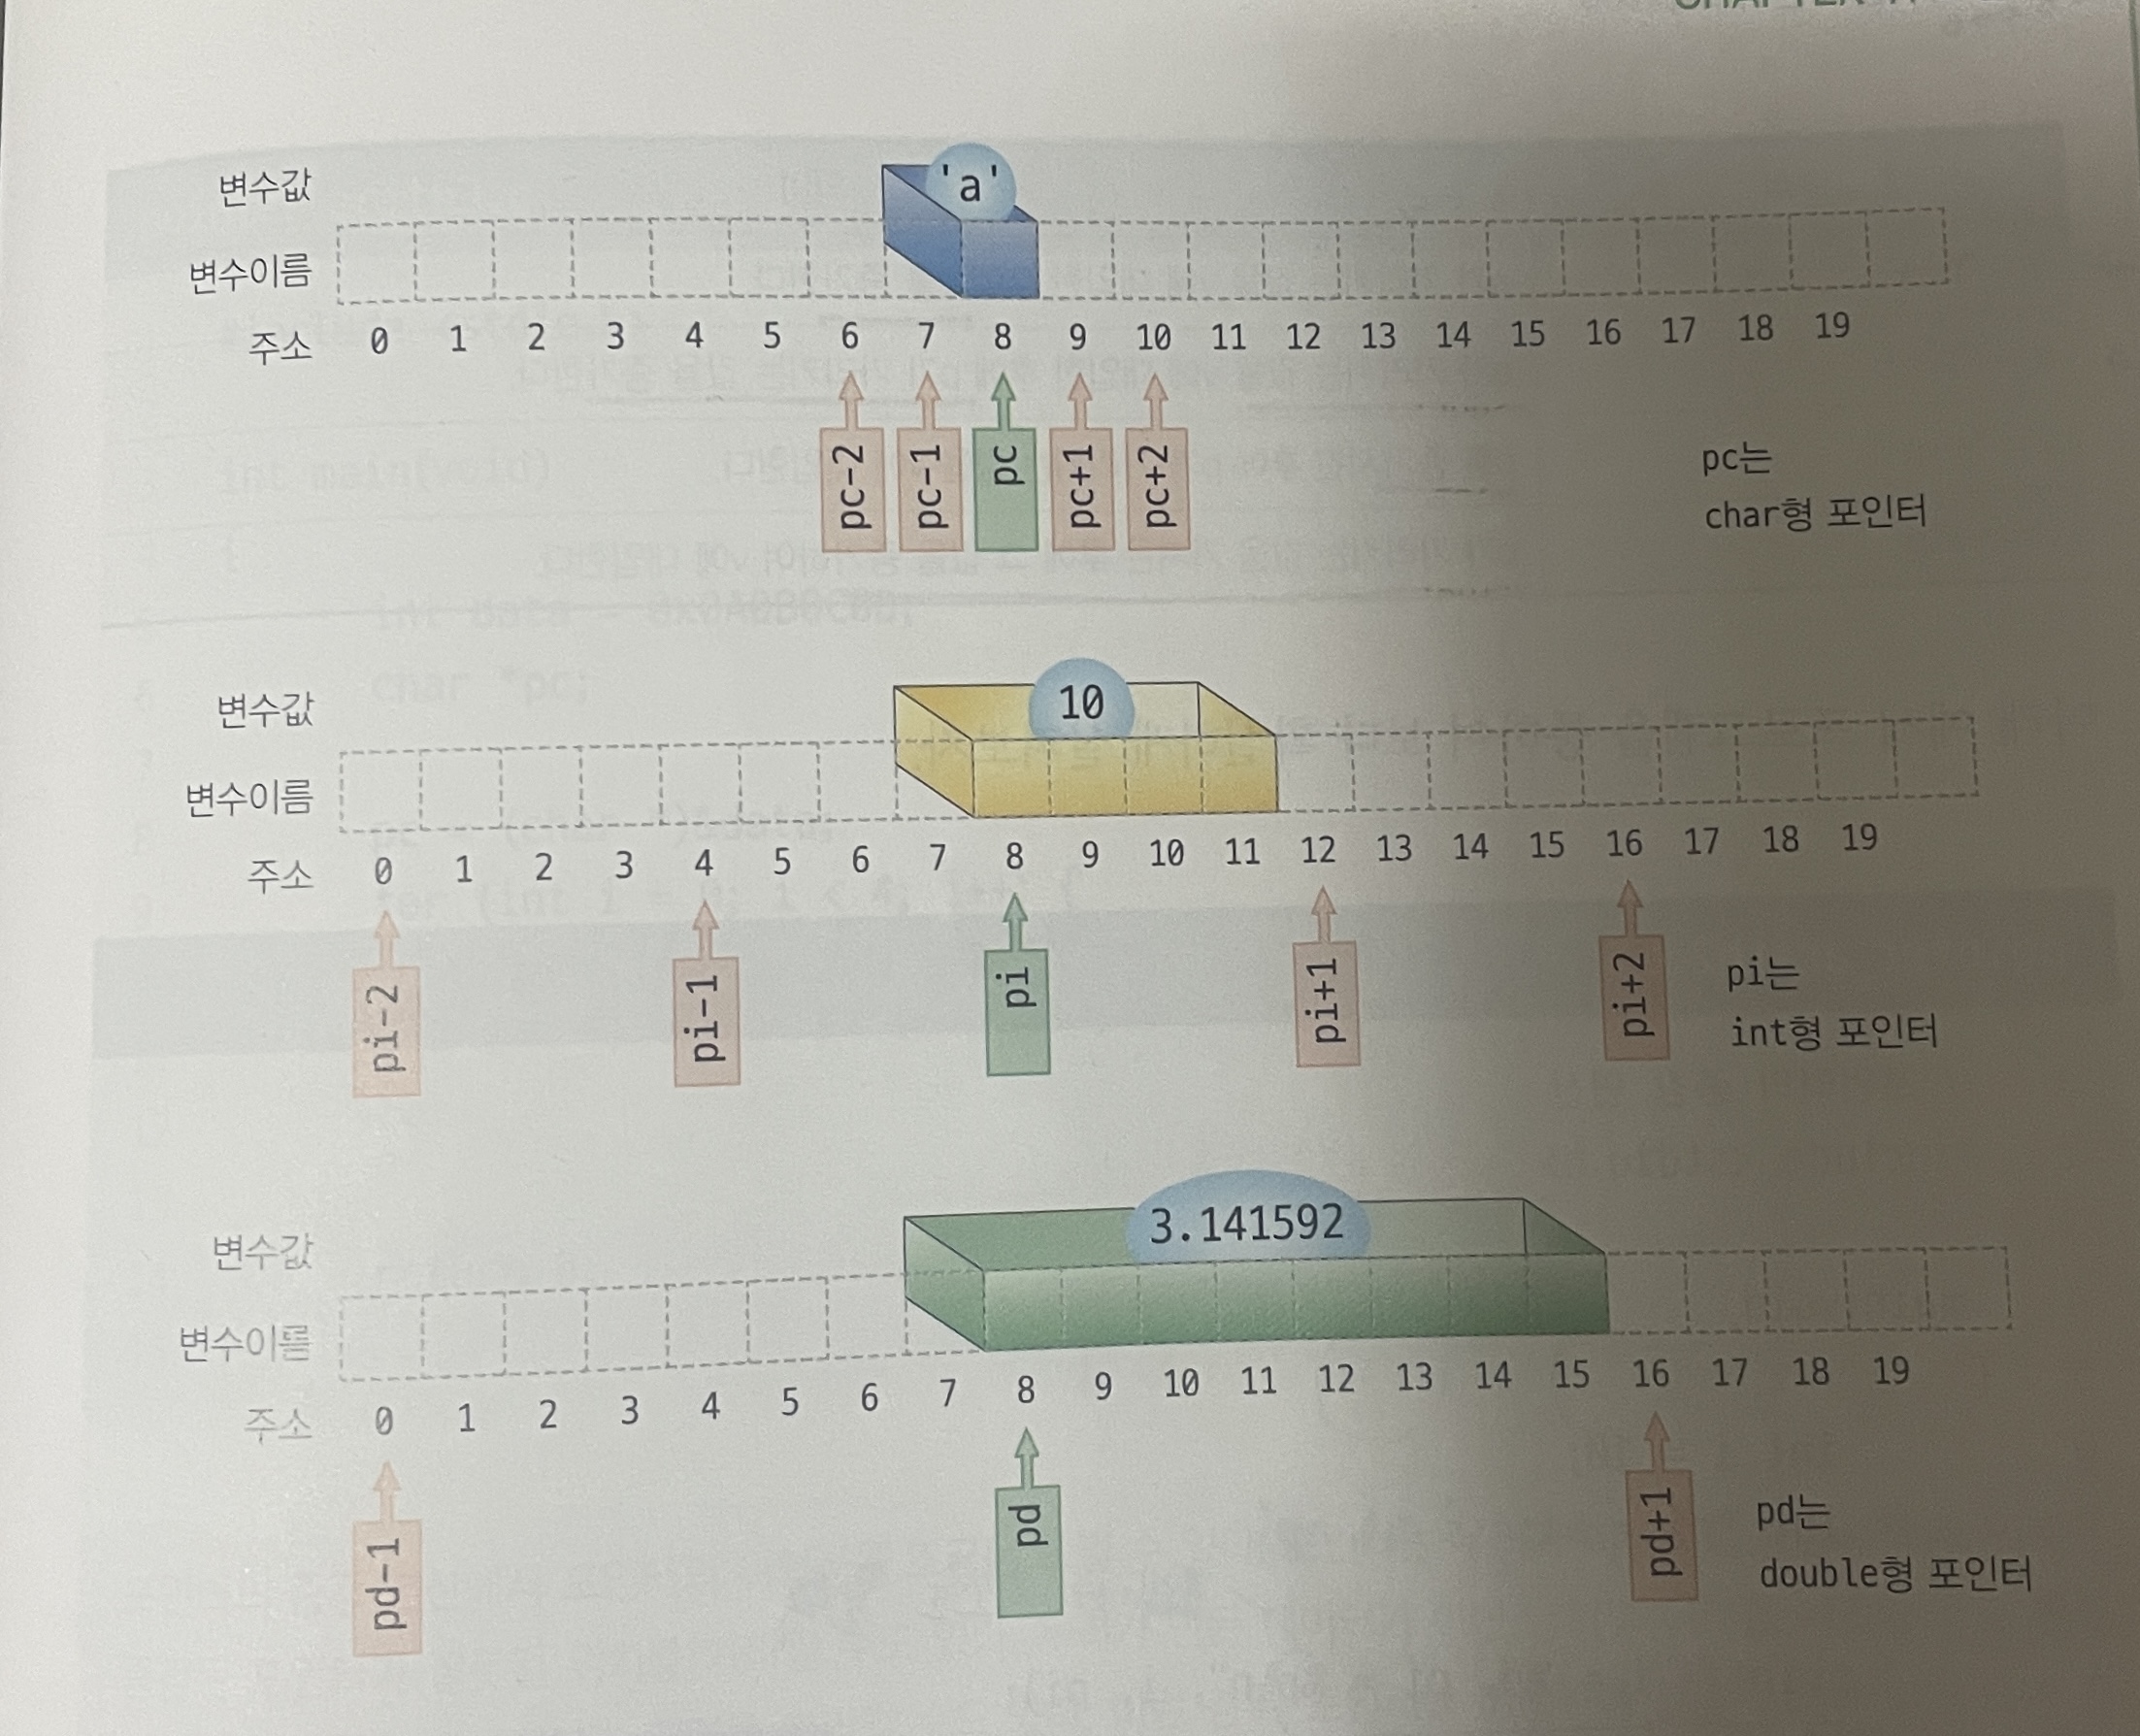 변수값
'a'
변수이름
주소 0 1 2 3 4 5 6 7 8 9 10 11 12 13 14 15 16 17 18 19
pc-2 pc-1 pc pc+1 pc+2
pc는
char형 포인터
변수값
10
변수이름
주소 0 1 2 3 4 5 6 7 8 9 10 11 12 13 14 15 16 17 18 19
pi-2 pi-1 pi pi+1 pi+2
pi는
int형 포인터
변수값
3.141592
변수이름
주소 0 1 2 3 4 5 6 7 8 9 10 11 12 13 14 15 16 17 18 19
pd-1 pd pd+1
pd는
double형 포인터